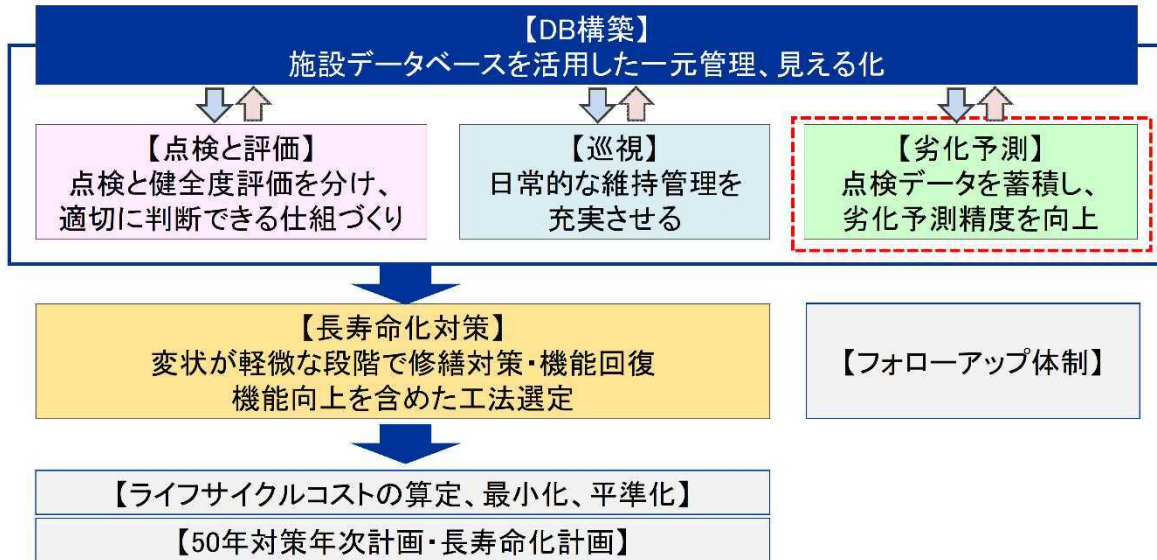 【DB構築】
施設データベースを活用した一元管理、見える化
【点検と評価】
点検と健全度評価を分け、
適切に判断できる仕組づくり
【巡視】
日常的な維持管理を
充実させる
【劣化予測】
点検データを蓄積し、
劣化予測精度を向上
【長寿命化対策】
変状が軽微な段階で修繕対策・機能回復
機能向上を含めた工法選定
【フォローアップ体制】
【ライフサイクルコストの算定、最小化、平準化】
【50年対策年次計画・長寿命化計画】